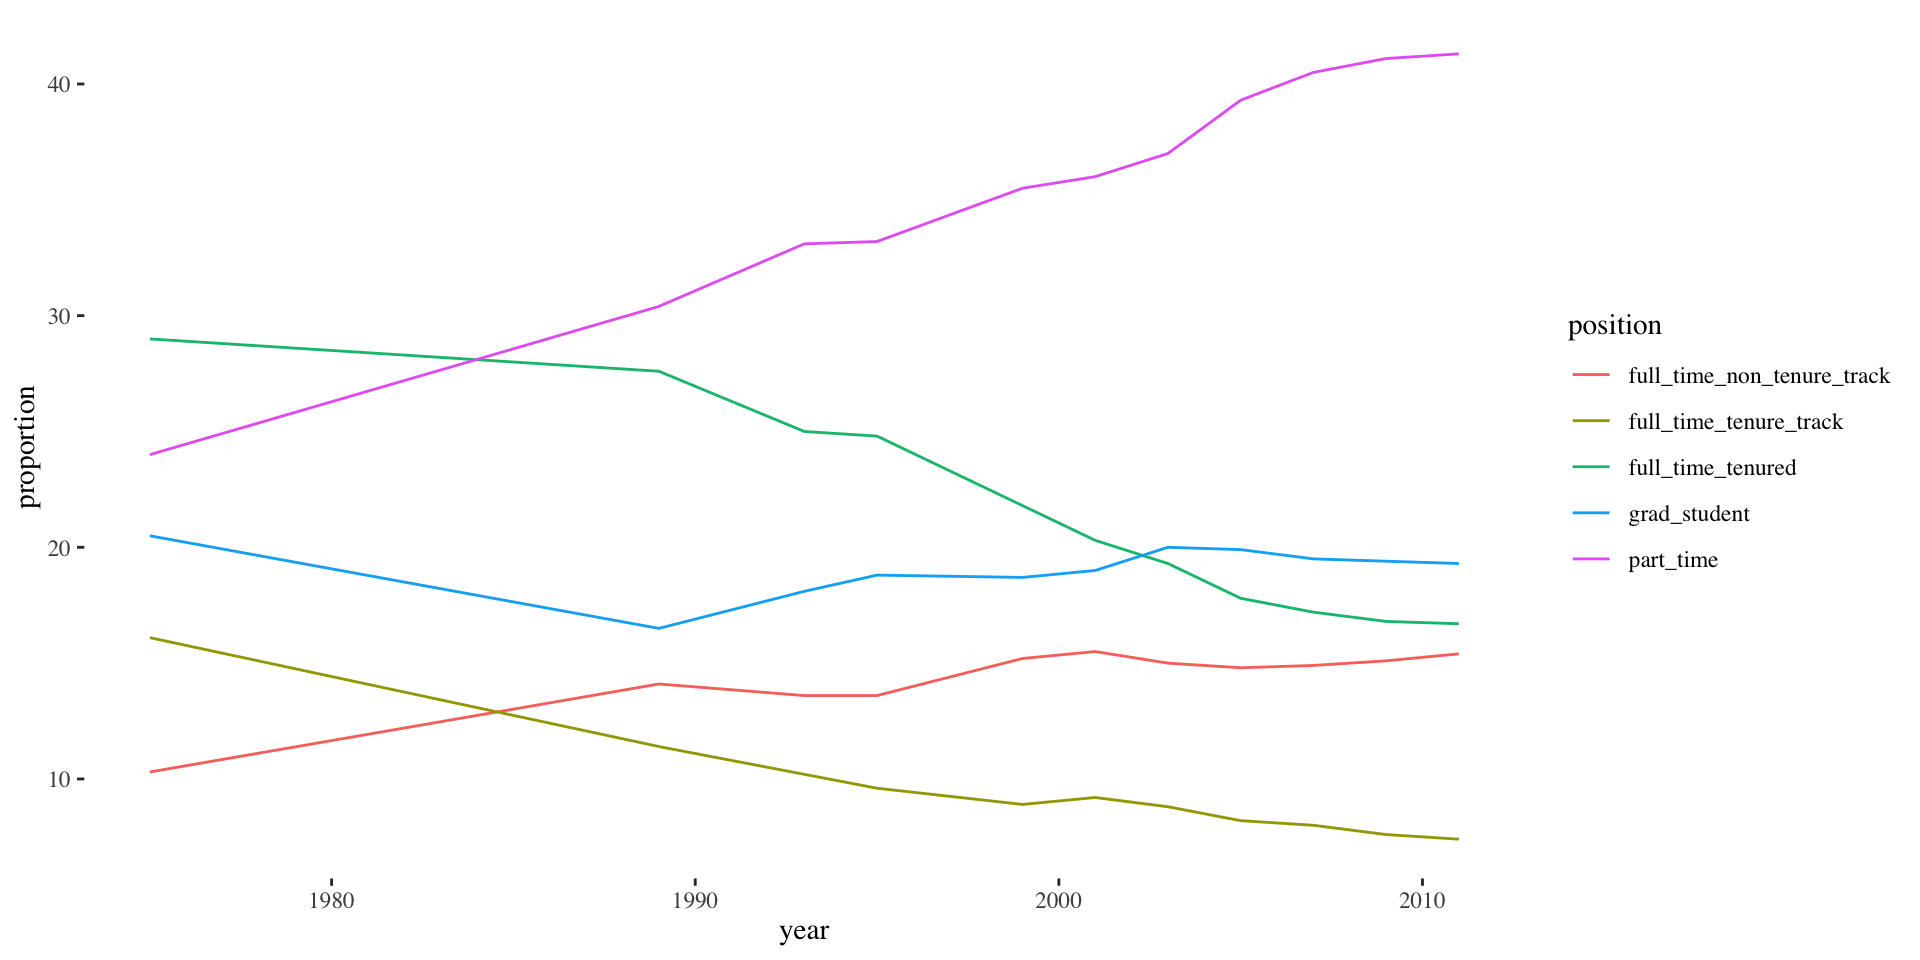 40
30
20
10
proportion
1980
1990
2000
2010
year
position
full_time_non_tenure_track
full_time_tenure_track
full_time_tenured
grad_student
part_time